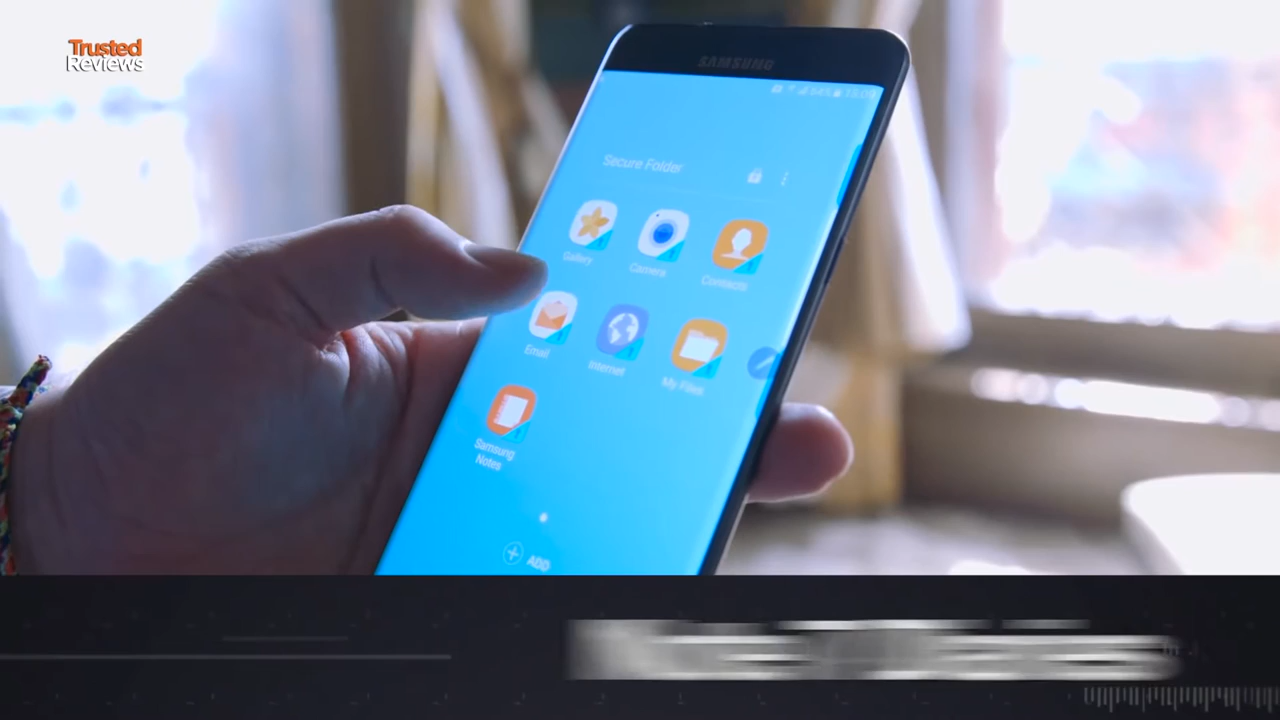 Trusted
Reviews
SAMSUNG
Secure Folder
Gallery
Camera
Contacts
Email
Internet
My Files
Samsung
Notes
ADD